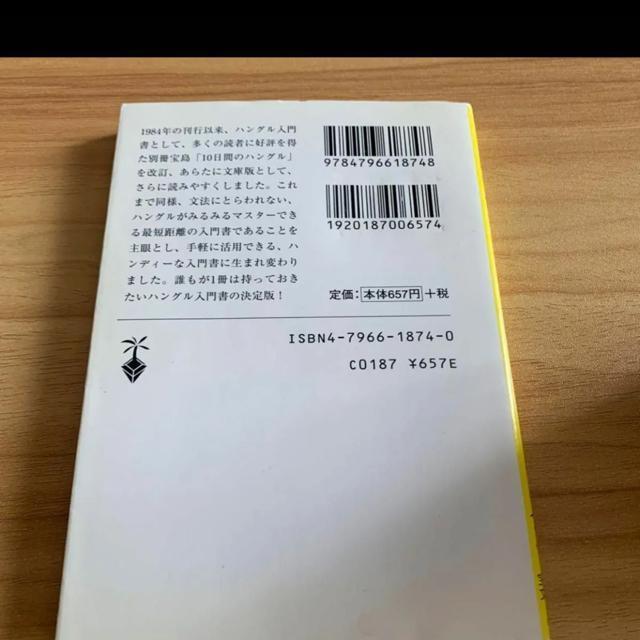 1984年の刊行以来、ハングル入門
書として、多くの読者に好評を得
た別冊宝島「10日間のハングル」
を改訂、あらたに文庫版として、
さらに読みやすくしました。これ
まで同様、文法にとらわれない、
ハングルがみるみるマスターでき
る最短距離の入門書であることを
主眼とし、手軽に活用できる、ハ
ンディーな入門書に生まれ変わり
ました。誰もが1冊は持っておき
たいハングル入門書の決定版！
9784796618748
1920187006574
定価：本体657円+税
ISBN4-7966-1874-0
C0187 ¥657E